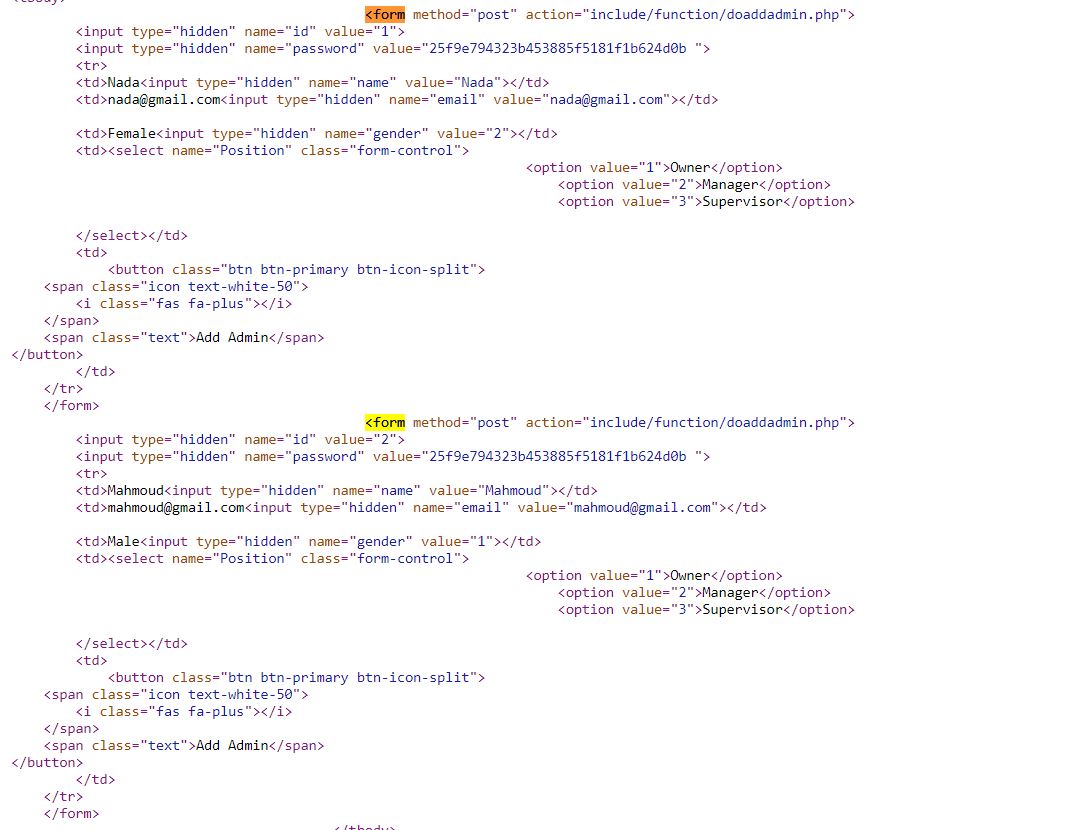 <tbody>
<form method="post" action="include/function/doaddadmin.php">
<input type="hidden" name="id" value="1">
<input type="hidden" name="password" value="25f9e794323b453885f5181f1b624d0b ">
<tr>
<td>Nada<input type="hidden" name="name" value="Nada"></td>
<td>nada@gmail.com<input type="hidden" name="email" value="nada@gmail.com"></td>
<td>Female<input type="hidden" name="gender" value="2"></td>
<td><select name="Position" class="form-control">
<option value="1">Owner</option>
<option value="2">Manager</option>
<option value="3">Supervisor</option>
</select></td>
<td>
<button class="btn btn-primary btn-icon-split">
<span class="icon text-white-50">
<i class="fas fa-plus"></i>
</span>
<span class="text">Add Admin</span>
</button>
</td>
</tr>
</form>
<form method="post" action="include/function/doaddadmin.php">
<input type="hidden" name="id" value="2">
<input type="hidden" name="password" value="25f9e794323b453885f5181f1b624d0b ">
<tr>
<td>Mahmoud<input type="hidden" name="name" value="Mahmoud"></td>
<td>mahmoud@gmail.com<input type="hidden" name="email" value="mahmoud@gmail.com"></td>
<td>Male<input type="hidden" name="gender" value="1"></td>
<td><select name="Position" class="form-control">
<option value="1">Owner</option>
<option value="2">Manager</option>
<option value="3">Supervisor</option>
</select></td>
<td>
<button class="btn btn-primary btn-icon-split">
<span class="icon text-white-50">
<i class="fas fa-plus"></i>
</span>
<span class="text">Add Admin</span>
</button>
</td>
</tr>
</form>
</tbody>